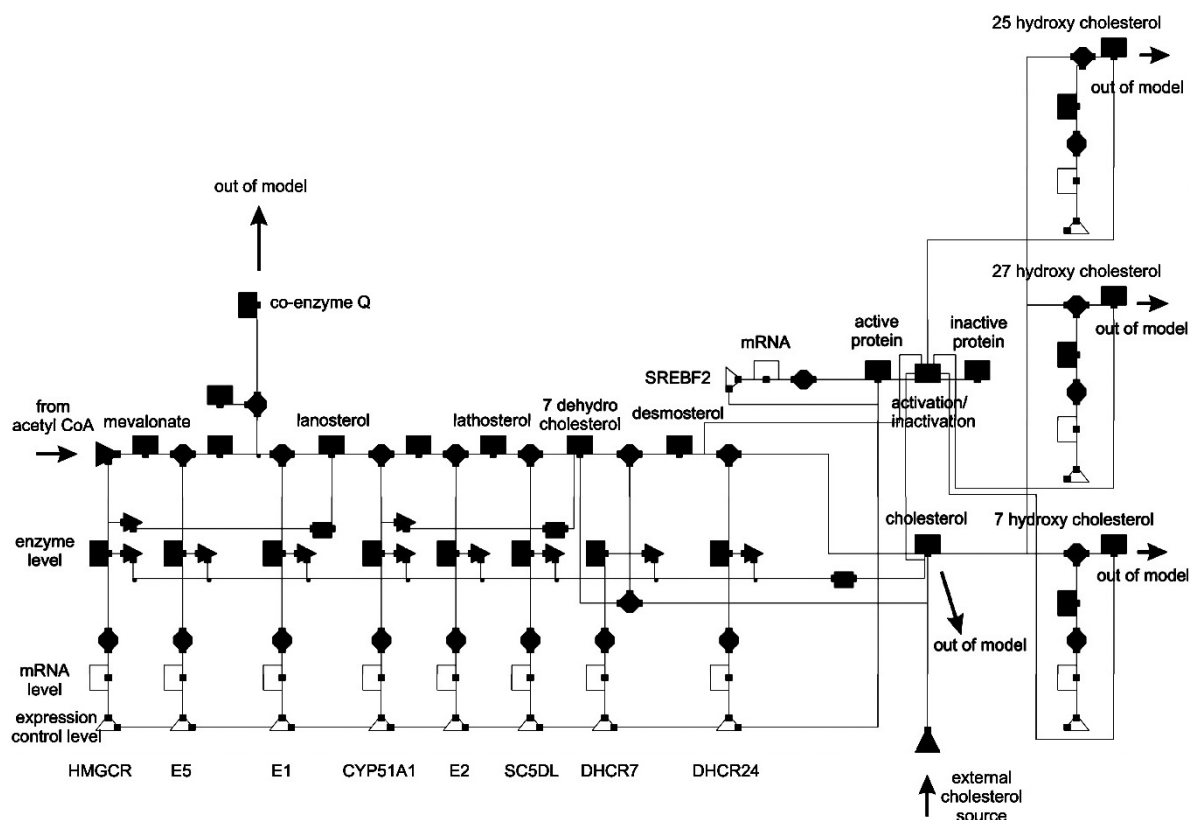 25 hydroxy cholesterol
out of model
out of model
27 hydroxy cholesterol
out of model
co-enzyme Q
active
protein
inactive
protein
mRNA
SREBF2
activation/
inactivation
from
acetyl CoA
mevalonate
lanosterol
lathosterol
7 dehydro
cholesterol
desmosterol
cholesterol
7 hydroxy cholesterol
out of model
enzyme
level
out of model
mRNA
level
expression
control level
HMGCR
E5
E1
CYP51A1
E2
SC5DL
DHCR7
DHCR24
external
cholesterol
source